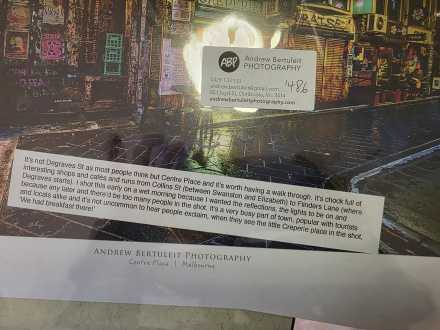 ABP
Andrew Bertuleit
PHOTOGRAPHY
andrewbertuleitphotography.com
486
It's not Degraves St as most people think but Centre Place and it's worth having a walk through. It's chock full of
interesting shops and cafés and runs from Collins St (between Swanston and Elizabeth) to Flinders Lane (where
Degraves starts). I shot this early on a wet morning because I wanted the reflections, the lights to be on and
because any later and there'd be too many people in the shot. It's a very busy part of town, popular with tourists
and locals alike and it's not uncommon to hear people exclaim, when they see the little Creperie place in the shot,
'We had breakfast there!'
ANDREW BERTULEIT PHOTOGRAPHY
Centre Place | Melbourne